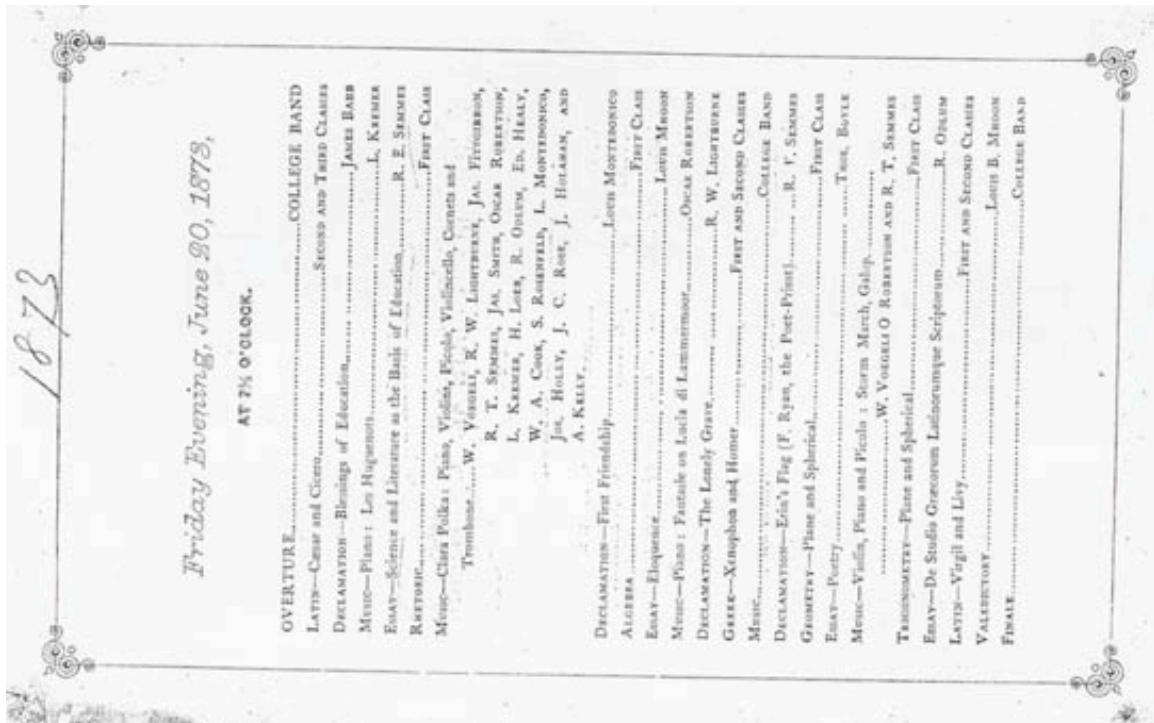 1873
Friday Evening, June 20, 1873,
AT 7½ O'CLOCK.
OVERTURE COLLEGE BAND
LATIN—Cæsar and Cicero SECOND AND THIRD CLASSES
DECLAMATION—Blessings of Education JAMES BARR
MUSIC—Piano: Les Huguenots L. KREMER
ESSAY—Science and Literature as the Basis of Education R. E. SEMMES
RHETORIC FIRST CLASS
MUSIC—Clara Polka: Piano, Violins, Picolo, Violincello, Cornets and
Trombone W. VOEGELI, R. W. LIGHTBURNE, JAS. FITZGIBBON,
R. T. SEMMES, JAS. SMITH, OSCAR ROBERTSON,
L. KREMER, H. LOEB, R. ODLUM, ED. HEALY,
W. A. COOK, S. ROSENFELD, L. MONTEDONICO,
JOS. HOLLY, J. C. ROSE, J. HOLAHAN, AND
A. KELLY
DECLAMATION—First Friendship LOUIS MONTEDONICO
ALGEBRA FIRST CLASS
ESSAY—Eloquence LOUIS MHOON
MUSIC—Piano: Fantasie on Lucia di Lammermoor OSCAR ROBERTSON
DECLAMATION—The Lonely Grave R. W. LIGHTBURNE
GREEK—Xenophon and Homer FIRST AND SECOND CLASSES
MUSIC COLLEGE BAND
DECLAMATION—Erin's Flag (F. Ryan, the Poet-Priest) SEMMES
GEOMETRY—Plane and Spherical FIRST CLASS
ESSAY—Poetry THOS. BOYLE
MUSIC—Violin, Piano and Picolo: Storm March, Galop
W. VOEGELI O ROBERTSON AND R. T. SEMMES
TRIGONOMETRY—Plane and Spherical FIRST CLASS
ESSAY—De Studio Græcorum Latinorumque Scriptorum R. ODLUM
LATIN—Virgil and Livy FIRST AND SECOND CLASSES
VALEDICTORY LOUIS B. MHOON
FINALE COLLEGE BAND